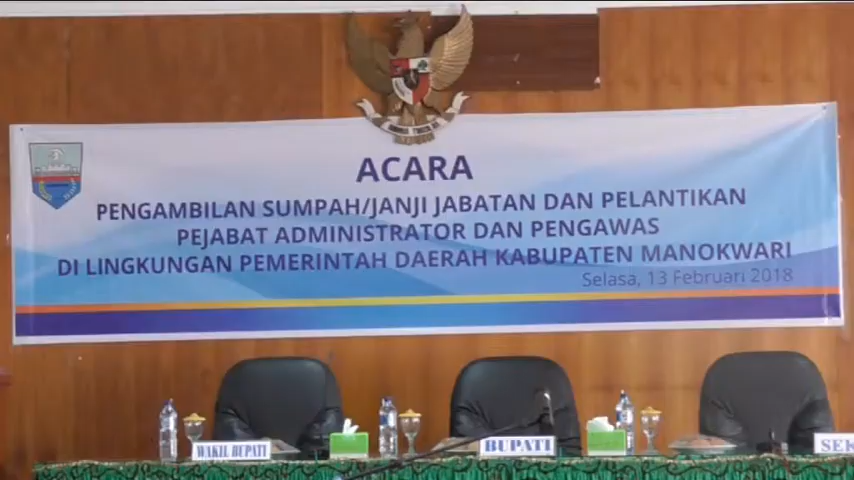 ACARA
PENGAMBILAN SUMPAH/JANJI JABATAN DAN PELANTIKAN
PEJABAT ADMINISTRATOR DAN PENGAWAS
DI LINGKUNGAN PEMERINTAH DAERAH KABUPATEN MANOKWARI
Selasa, 13 Februari 2018
WAKIL BUPATI
BUPATI
SEK